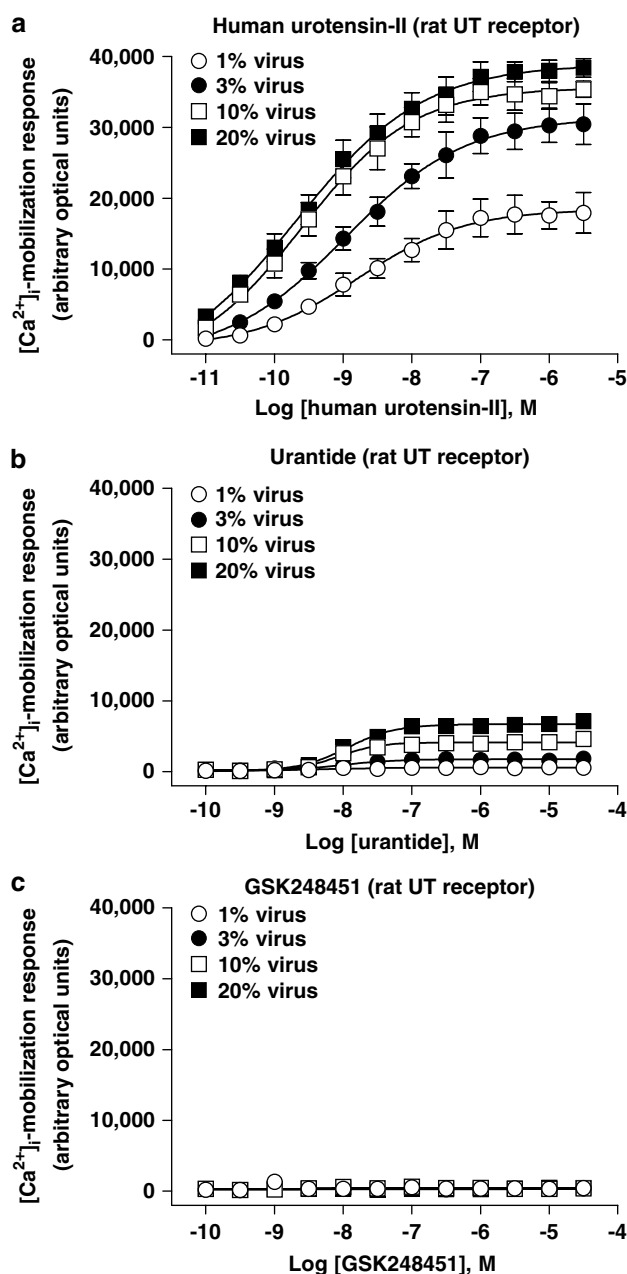 a
Human urotensin-II (rat UT receptor)
40,000
30,000
20,000
10,000
0
1% virus
3% virus
10% virus
20% virus
[Ca²⁺]ᵢ-mobilization response
(arbitrary optical units)
-11 -10 -9 -8 -7 -6 -5
Log [human urotensin-II], M
b
Urantide (rat UT receptor)
40,000
30,000
20,000
10,000
0
1% virus
3% virus
10% virus
20% virus
[Ca²⁺]ᵢ-mobilization response
(arbitrary optical units)
-10 -9 -8 -7 -6 -5 -4
Log [urantide], M
c
GSK248451 (rat UT receptor)
40,000
30,000
20,000
10,000
0
1% virus
3% virus
10% virus
20% virus
[Ca²⁺]ᵢ-mobilization response
(arbitrary optical units)
-10 -9 -8 -7 -6 -5 -4
Log [GSK248451], M